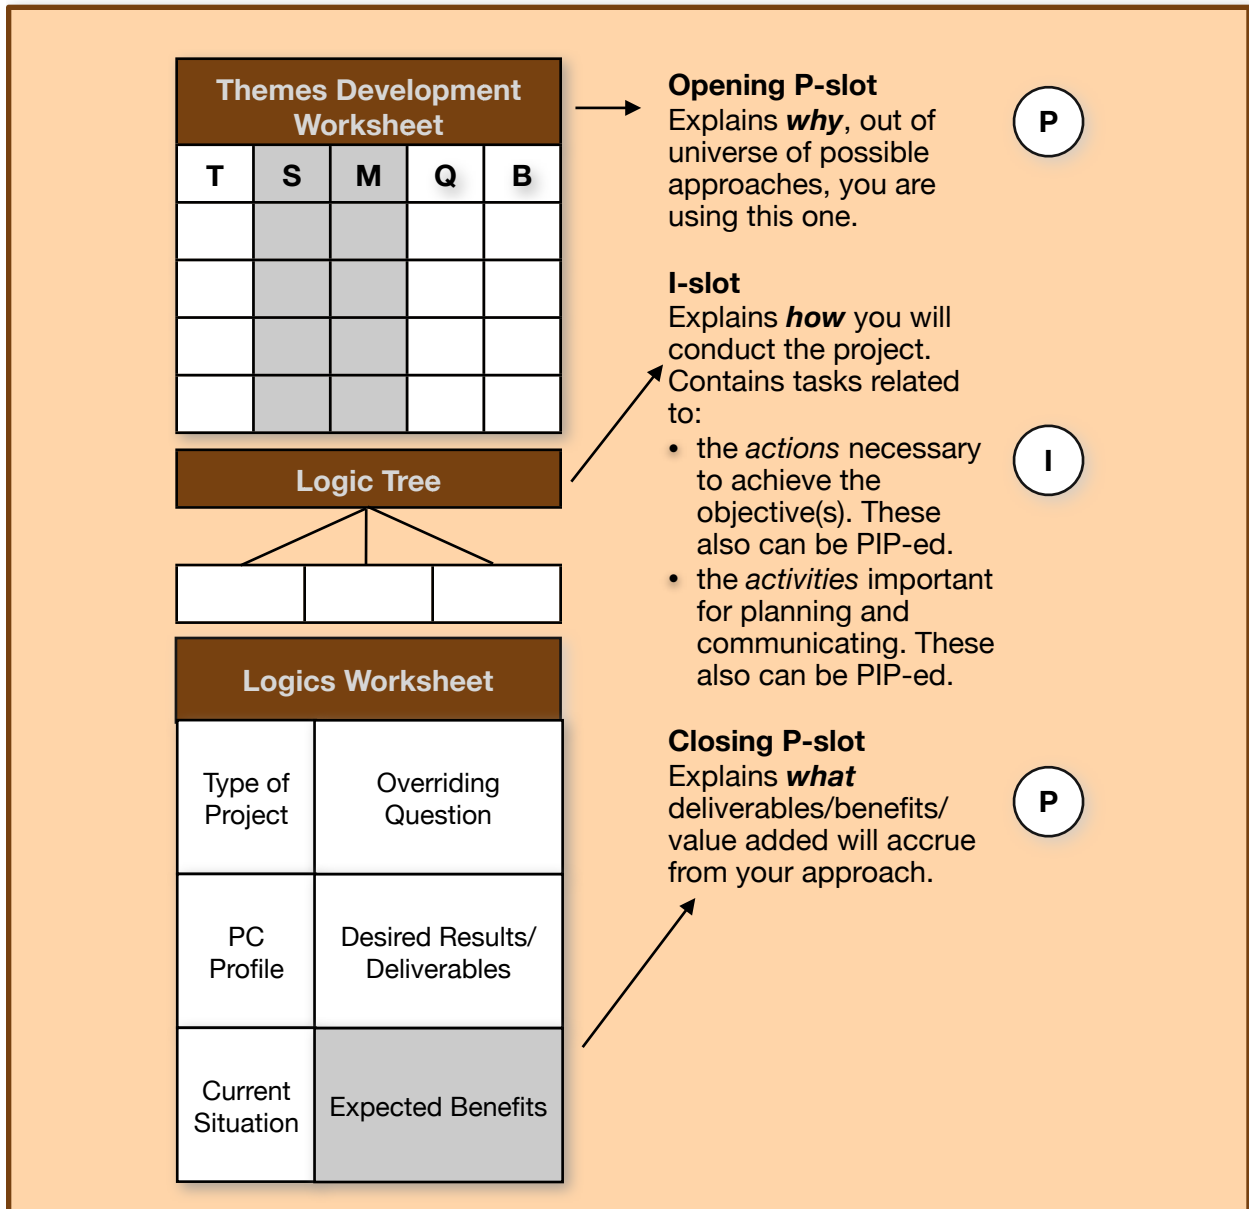 Themes Development
Worksheet
T S M Q B
Logic Tree
Logics Worksheet
Type of
Project
Overriding
Question
PC
Profile
Desired Results/
Deliverables
Current
Situation
Expected Benefits
Opening P-slot
Explains why, out of
universe of possible
approaches, you are
using this one.
P
I-slot
Explains how you will
conduct the project.
Contains tasks related
to:
• the actions necessary
to achieve the
objective(s). These
also can be PIP-ed.
• the activities important
for planning and
communicating. These
also can be PIP-ed.
I
Closing P-slot
Explains what
deliverables/benefits/
value added will accrue
from your approach.
P